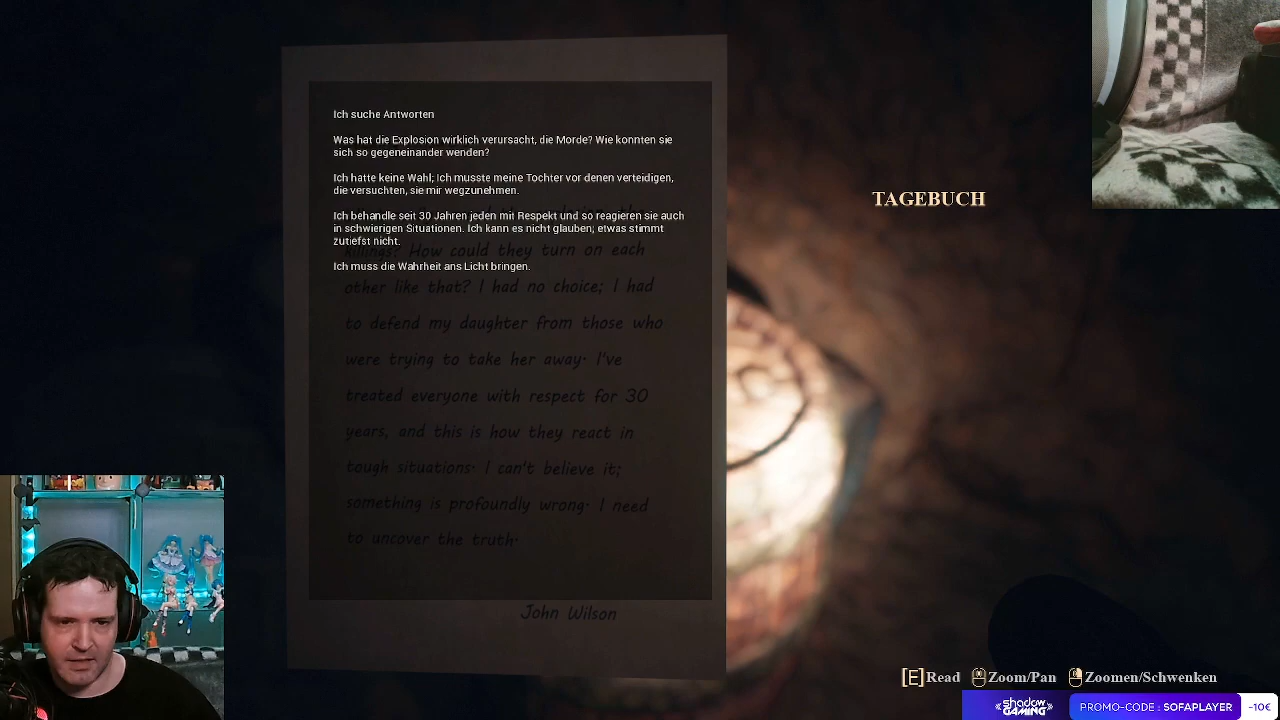 Ich suche Antworten
Was hat die Explosion wirklich verursacht, die Morde? Wie konnten sie
sich so gegeneinander wenden?
Ich hatte keine Wahl; Ich musste meine Tochter vor denen verteidigen,
die versuchten, sie mir wegzunehmen.
Ich behandle seit 30 Jahren jeden mit Respekt und so reagieren sie auch
in schwierigen Situationen. Ich kann es nicht glauben; etwas stimmt
zutiefst nicht.
Ich muss die Wahrheit ans Licht bringen.
killings? How could they turn on each
other like that? I had no choice; I had
to defend my daughter from those who
were trying to take her away. I've
treated everyone with respect for 30
years, and this is how they react in
tough situations. I can't believe it;
something is profoundly wrong. I need
to uncover the truth.
John Wilson
TAGEBUCH
[E]Read Zoom/Pan Zoomen/Schwenken
shadow
GAMING
PROMO-CODE : SOFAPLAYER -10€